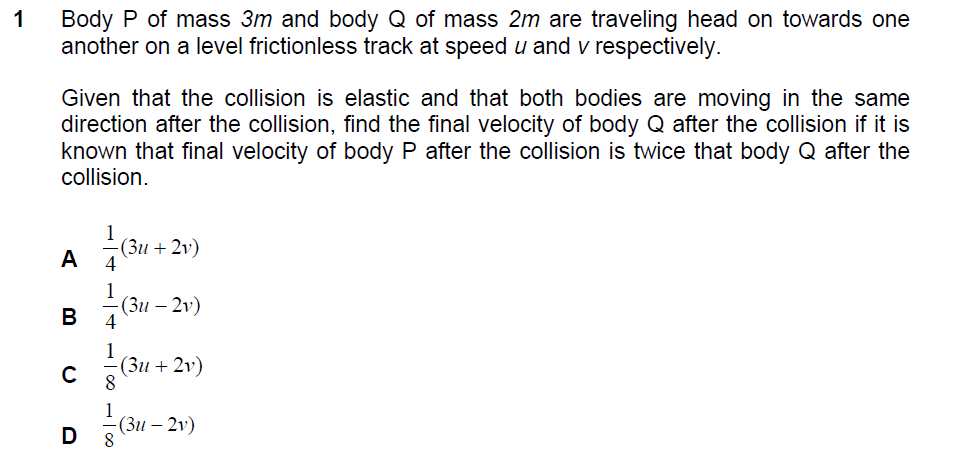 1 Body P of mass 3m and body Q of mass 2m are traveling head on towards one
another on a level frictionless track at speed u and v respectively.
Given that the collision is elastic and that both bodies are moving in the same
direction after the collision, find the final velocity of body Q after the collision if it is
known that final velocity of body P after the collision is twice that body Q after the
collision.
A 1/4 (3u + 2v)
B 1/4 (3u – 2v)
C 1/8 (3u + 2v)
D 1/8 (3u – 2v)